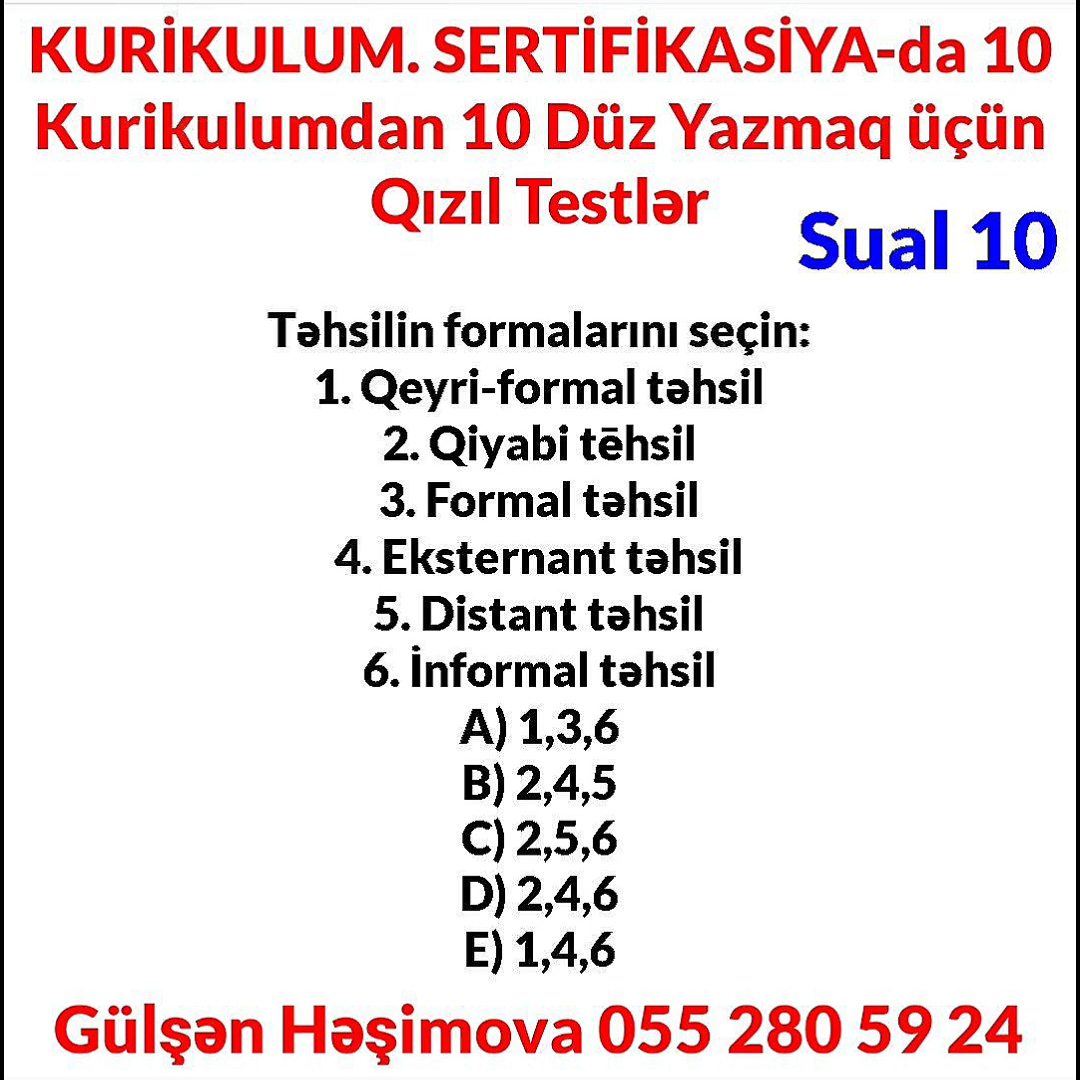 KURİKULUM. SERTİFİKASİYA-da 10
Kurikulumdan 10 Düz Yazmaq üçün
Qızıl Testlər
Sual 10
Təhsilin formalarını seçin:
1. Qeyri-formal təhsil
2. Qiyabi tēhsil
3. Formal təhsil
4. Eksternant təhsil
5. Distant təhsil
6. İnformal təhsil
A) 1,3,6
B) 2,4,5
C) 2,5,6
D) 2,4,6
E) 1,4,6
Gülşən Həşimova 055 280 59 24